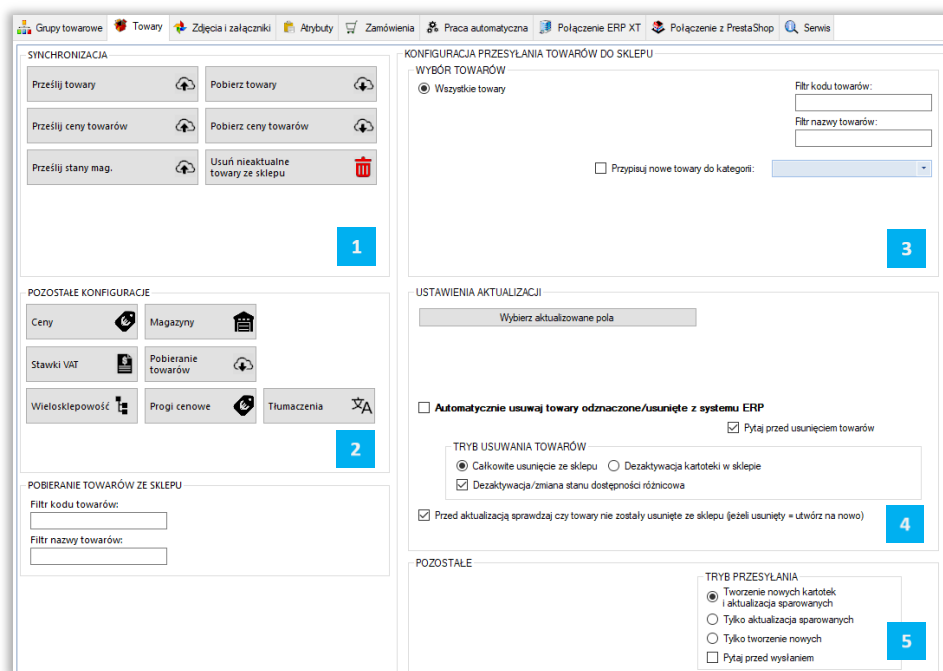 Grupy towarowe Towary Zdjęcia i załączniki Atrybuty Zamówienia Praca automatyczna Połączenie ERP XT Połączenie z PrestaShop Serwis
SYNCHRONIZACJA
Prześlij towary
Pobierz towary
Prześlij ceny towarów
Pobierz ceny towarów
Prześlij stany mag.
Usuń nieaktualne
towary ze sklepu
1
POZOSTAŁE KONFIGURACJE
Ceny
Magazyny
Stawki VAT
Pobieranie
towarów
Wielosklepowość
Progi cenowe
Tłumaczenia
2
POBIERANIE TOWARÓW ZE SKLEPU
Filtr kodu towarów:
Filtr nazwy towarów:
KONFIGURACJA PRZESYŁANIA TOWARÓW DO SKLEPU
WYBÓR TOWARÓW
Wszystkie towary
Filtr kodu towarów:
Filtr nazwy towarów:
Przypisuj nowe towary do kategorii:
3
USTAWIENIA AKTUALIZACJI
Wybierz aktualizowane pola
Automatycznie usuwaj towary odznaczone/usunięte z systemu ERP
Pytaj przed usunięciem towarów
TRYB USUWANIA TOWARÓW
Całkowite usunięcie ze sklepu Dezaktywacja kartoteki w sklepie
Dezaktywacja/zmiana stanu dostępności różnicowa
Przed aktualizacją sprawdzaj czy towary nie zostały usunięte ze sklepu (jeżeli usunięty = utwórz na nowo)
4
POZOSTAŁE
TRYB PRZESYŁANIA
Tworzenie nowych kartotek
i aktualizacja sparowanych
Tylko aktualizacja sparowanych
Tylko tworzenie nowych
Pytaj przed wysłaniem
5